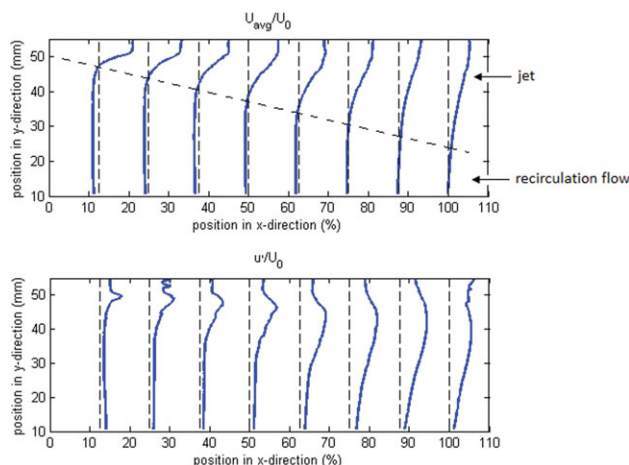 U_avg/U_0
position in y-direction (mm)
50
40
30
20
10
jet
recirculation flow
0 10 20 30 40 50 60 70 80 90 100 110
position in x-direction (%)
u'/U_0
position in y-direction (mm)
50
40
30
20
10
0 10 20 30 40 50 60 70 80 90 100 110
position in x-direction (%)